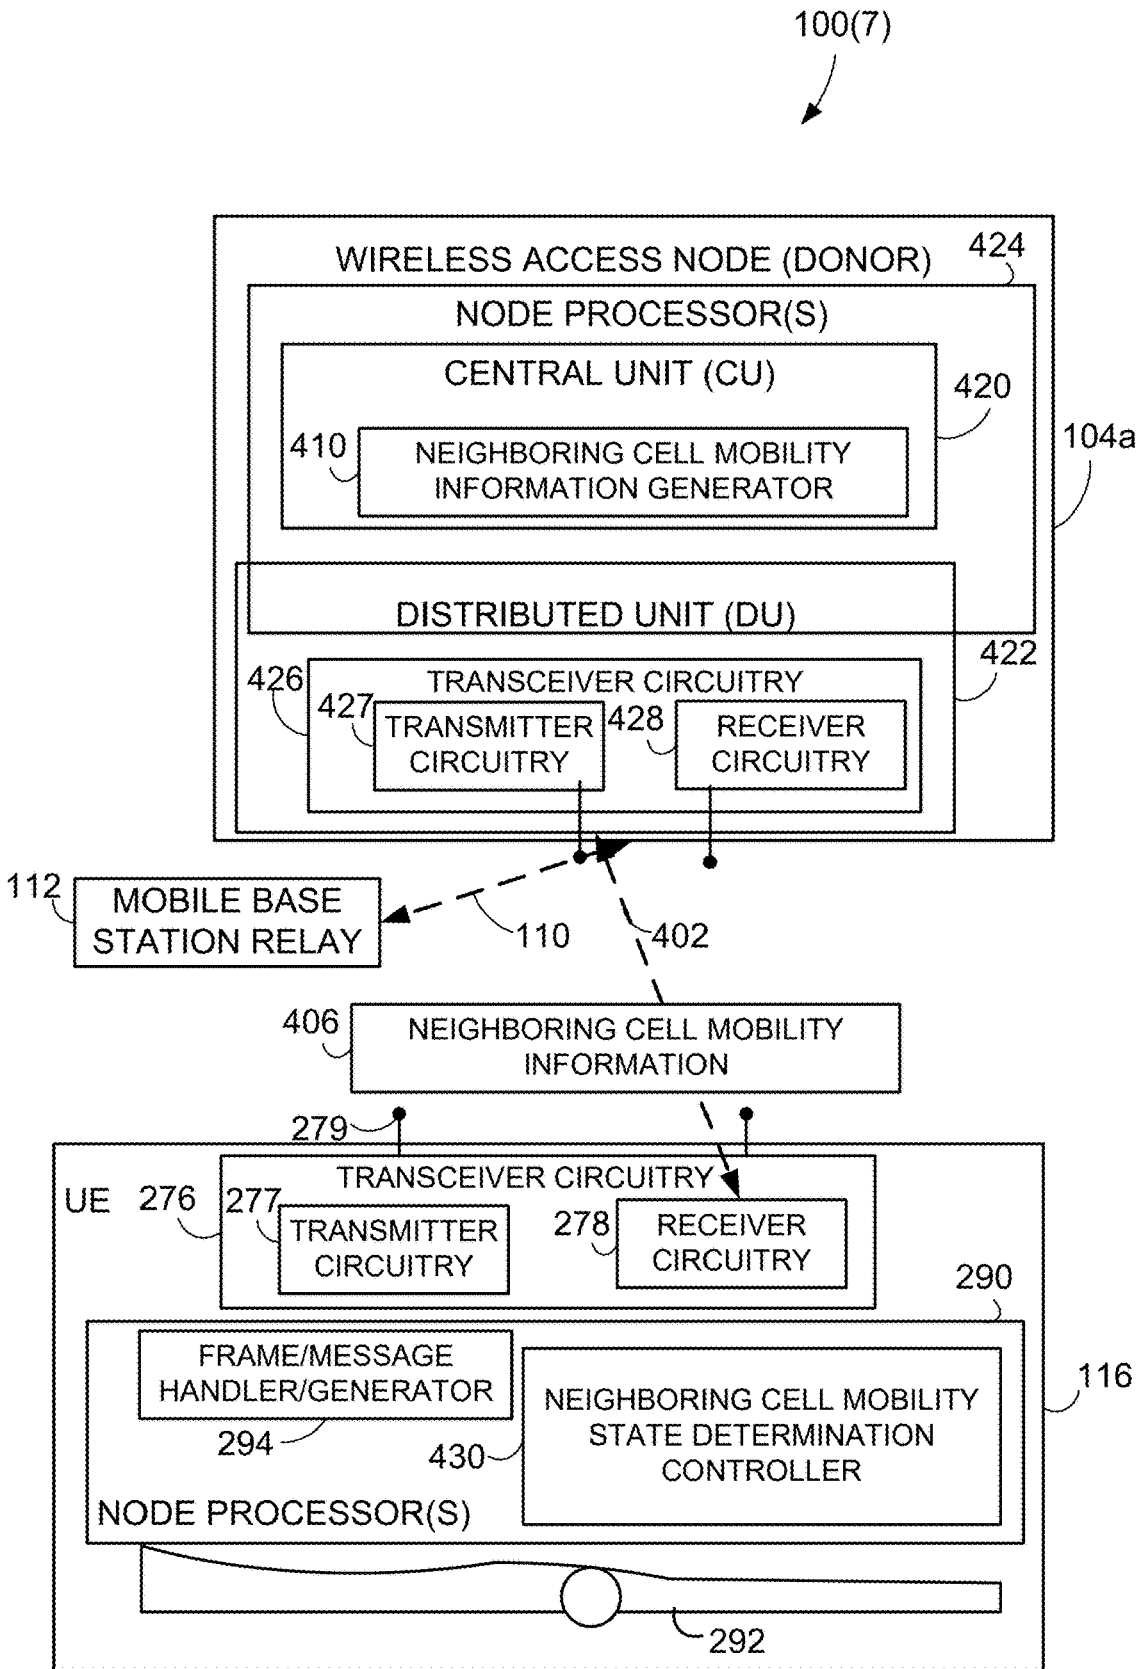 100(7)
WIRELESS ACCESS NODE (DONOR)
424
NODE PROCESSOR(S)
CENTRAL UNIT (CU)
420
410
NEIGHBORING CELL MOBILITY
INFORMATION GENERATOR
104a
DISTRIBUTED UNIT (DU)
422
426
TRANSCEIVER CIRCUITRY
427
TRANSMITTER
CIRCUITRY
428
RECEIVER
CIRCUITRY
112
MOBILE BASE
STATION RELAY
110
402
406
NEIGHBORING CELL MOBILITY
INFORMATION
279
UE
276
TRANSCEIVER CIRCUITRY
277
TRANSMITTER
CIRCUITRY
278
RECEIVER
CIRCUITRY
290
FRAME/MESSAGE
HANDLER/GENERATOR
294
430
NEIGHBORING CELL MOBILITY
STATE DETERMINATION
CONTROLLER
116
NODE PROCESSOR(S)
292